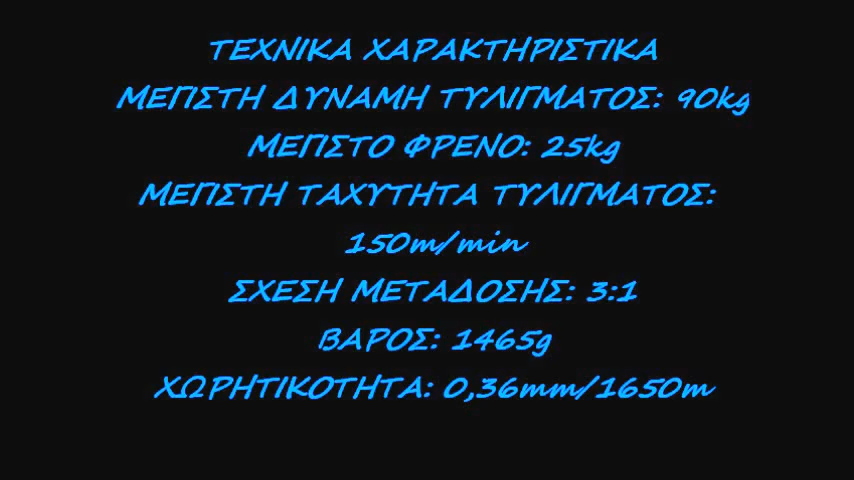 ΤΕΧΝΙΚΑ ΧΑΡΑΚΤΗΡΙΣΤΙΚΑ
ΜΕΓΙΣΤΗ ΔΥΝΑΜΗ ΤΥΛΙΓΜΑΤΟΣ: 90kg
ΜΕΓΙΣΤΟ ΦΡΕΝΟ: 25kg
ΜΕΓΙΣΤΗ ΤΑΧΥΤΗΤΑ ΤΥΛΙΓΜΑΤΟΣ:
150m/min
ΣΧΕΣΗ ΜΕΤΑΔΟΣΗΣ: 3:1
ΒΑΡΟΣ: 1465g
ΧΩΡΗΤΙΚΟΤΗΤΑ: 0,36mm/1650m